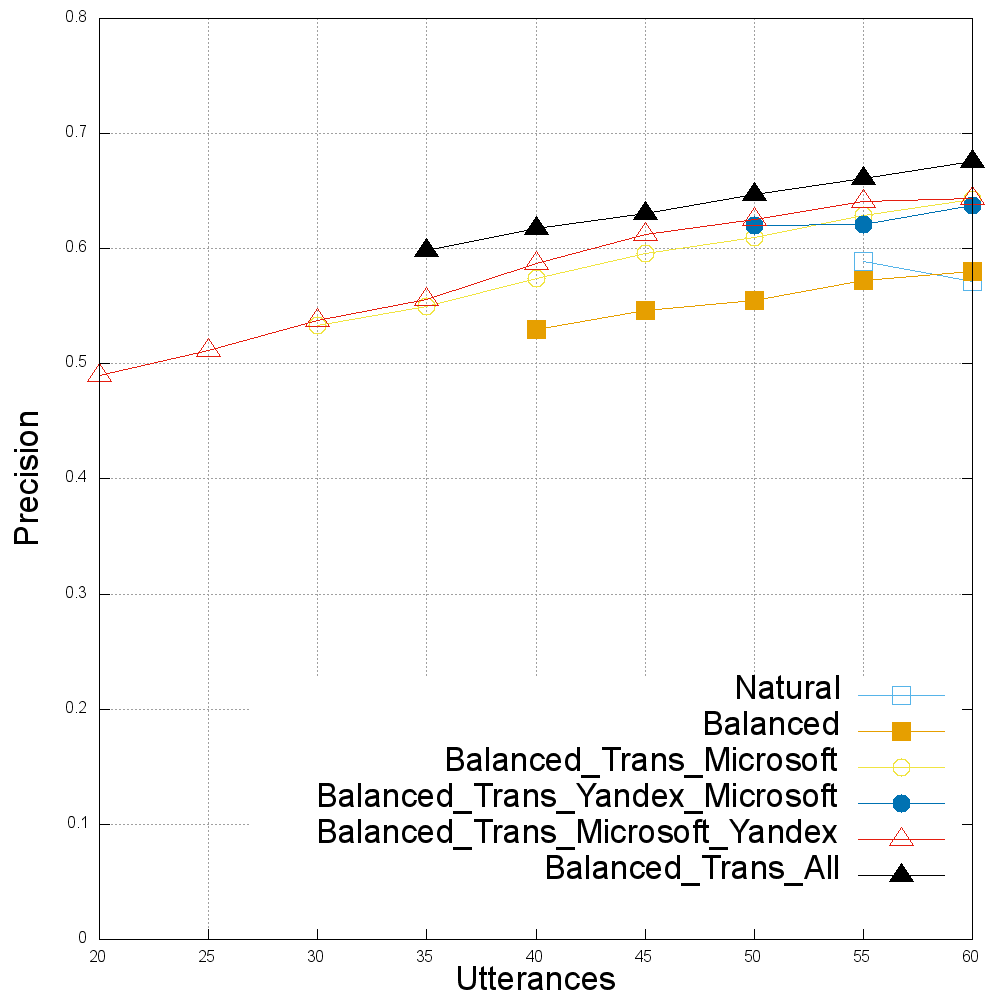 0.8
0.7
0.6
0.5
0.4
0.3
0.2
0.1
0
Precision
Natural
Balanced
Balanced_Trans_Microsoft
Balanced_Trans_Yandex_Microsoft
Balanced_Trans_Microsoft_Yandex
Balanced_Trans_All
20 25 30 35 40 45 50 55 60
Utterances